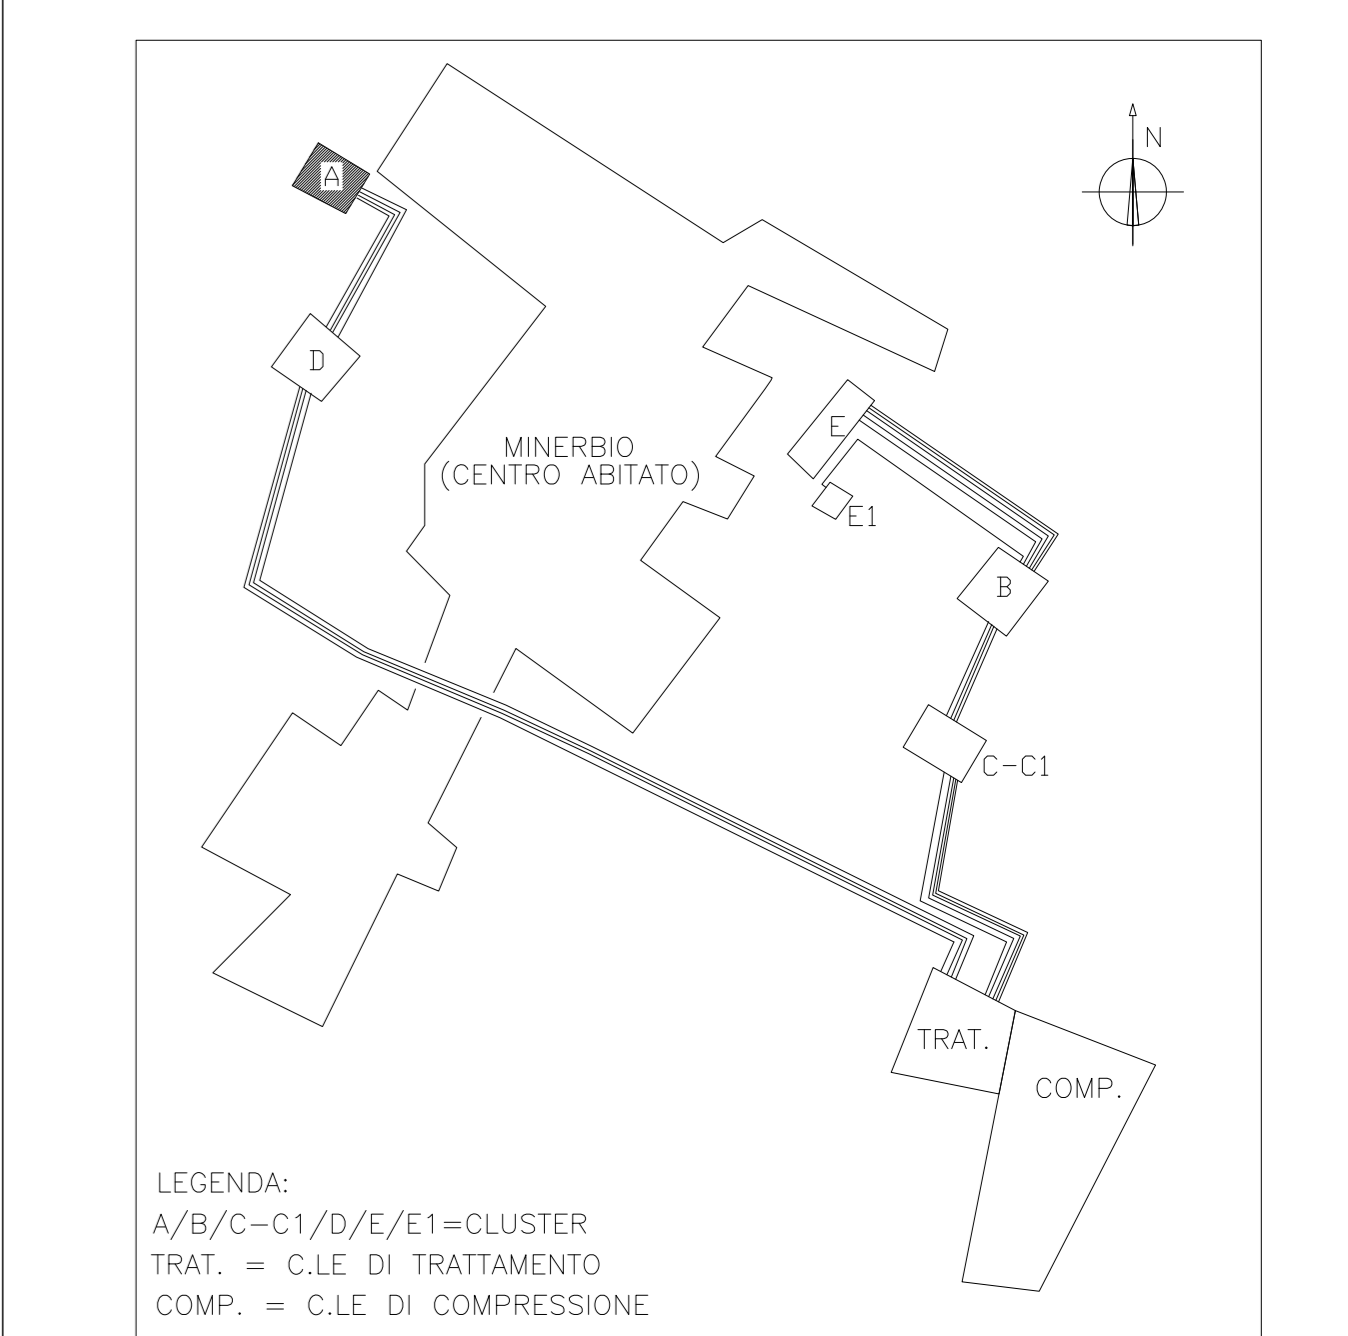 N
A
D
MINERBIO
(CENTRO ABITATO)
E
E1
B
C-C1
TRAT.
COMP.
LEGENDA:
A/B/C-C1/D/E/E1=CLUSTER
TRAT. = C.LE DI TRATTAMENTO
COMP. = C.LE DI COMPRESSIONE